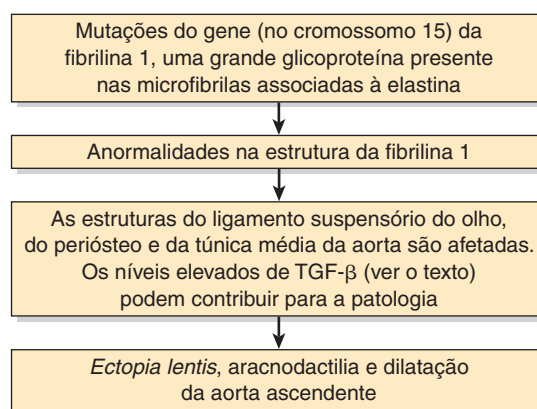 Mutações do gene (no cromossomo 15) da
fibrilina 1, uma grande glicoproteína presente
nas microfibrilas associadas à elastina
Anormalidades na estrutura da fibrilina 1
As estruturas do ligamento suspensório do olho,
do periósteo e da túnica média da aorta são afetadas.
Os níveis elevados de TGF-β (ver o texto)
podem contribuir para a patologia
Ectopia lentis, aracnodactilia e dilatação
da aorta ascendente